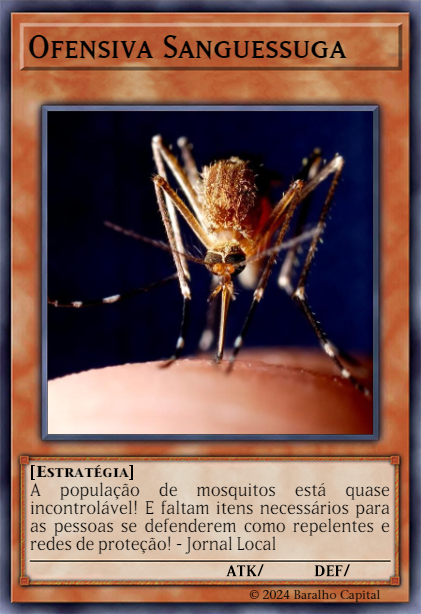 Ofensiva Sanguessuga
[Estratégia]
A população de mosquitos está quase
incontrolável! E faltam itens necessários para
as pessoas se defenderem como repelentes e
redes de proteção! - Jornal Local
ATK/ DEF/
© 2024 Baralho Capital